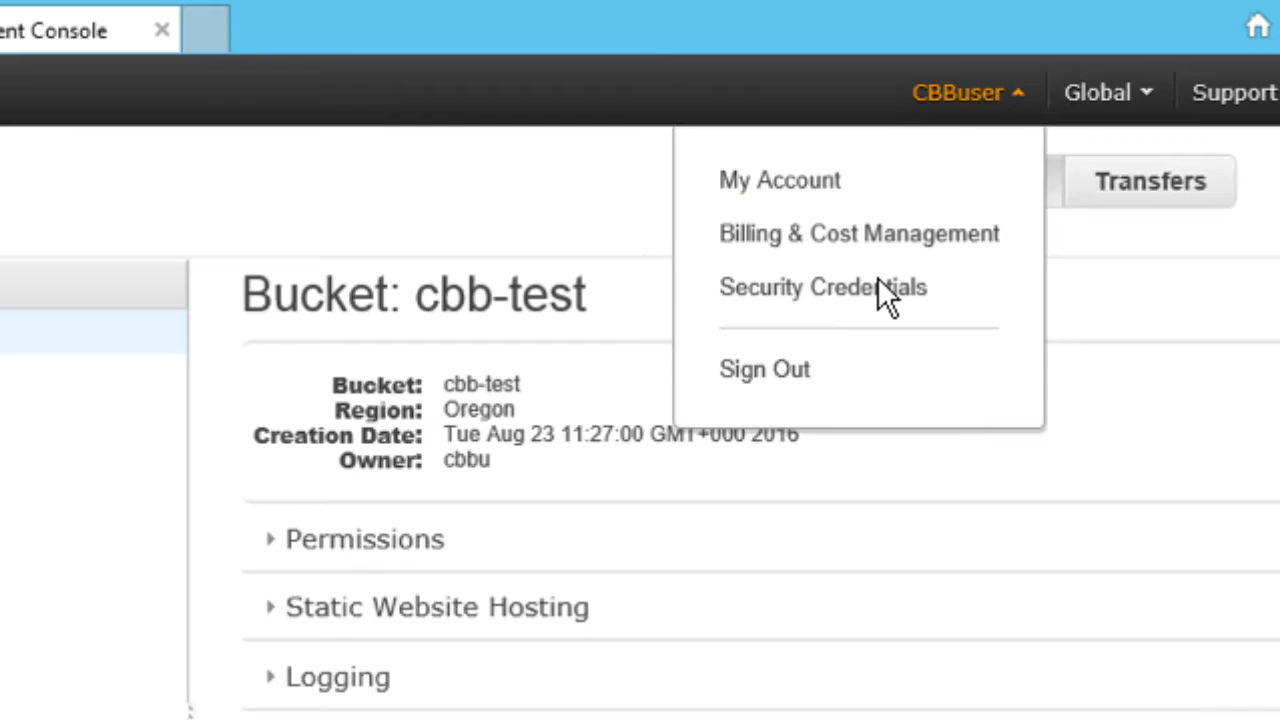 ent Console
CBBuser Global Support
My Account
Transfers
Billing & Cost Management
Security Credentials
Sign Out
Bucket: cbb-test
Bucket: cbb-test
Region: Oregon
Creation Date: Tue Aug 23 11:27:00 GMT+000 2016
Owner: cbbu
Permissions
Static Website Hosting
Logging